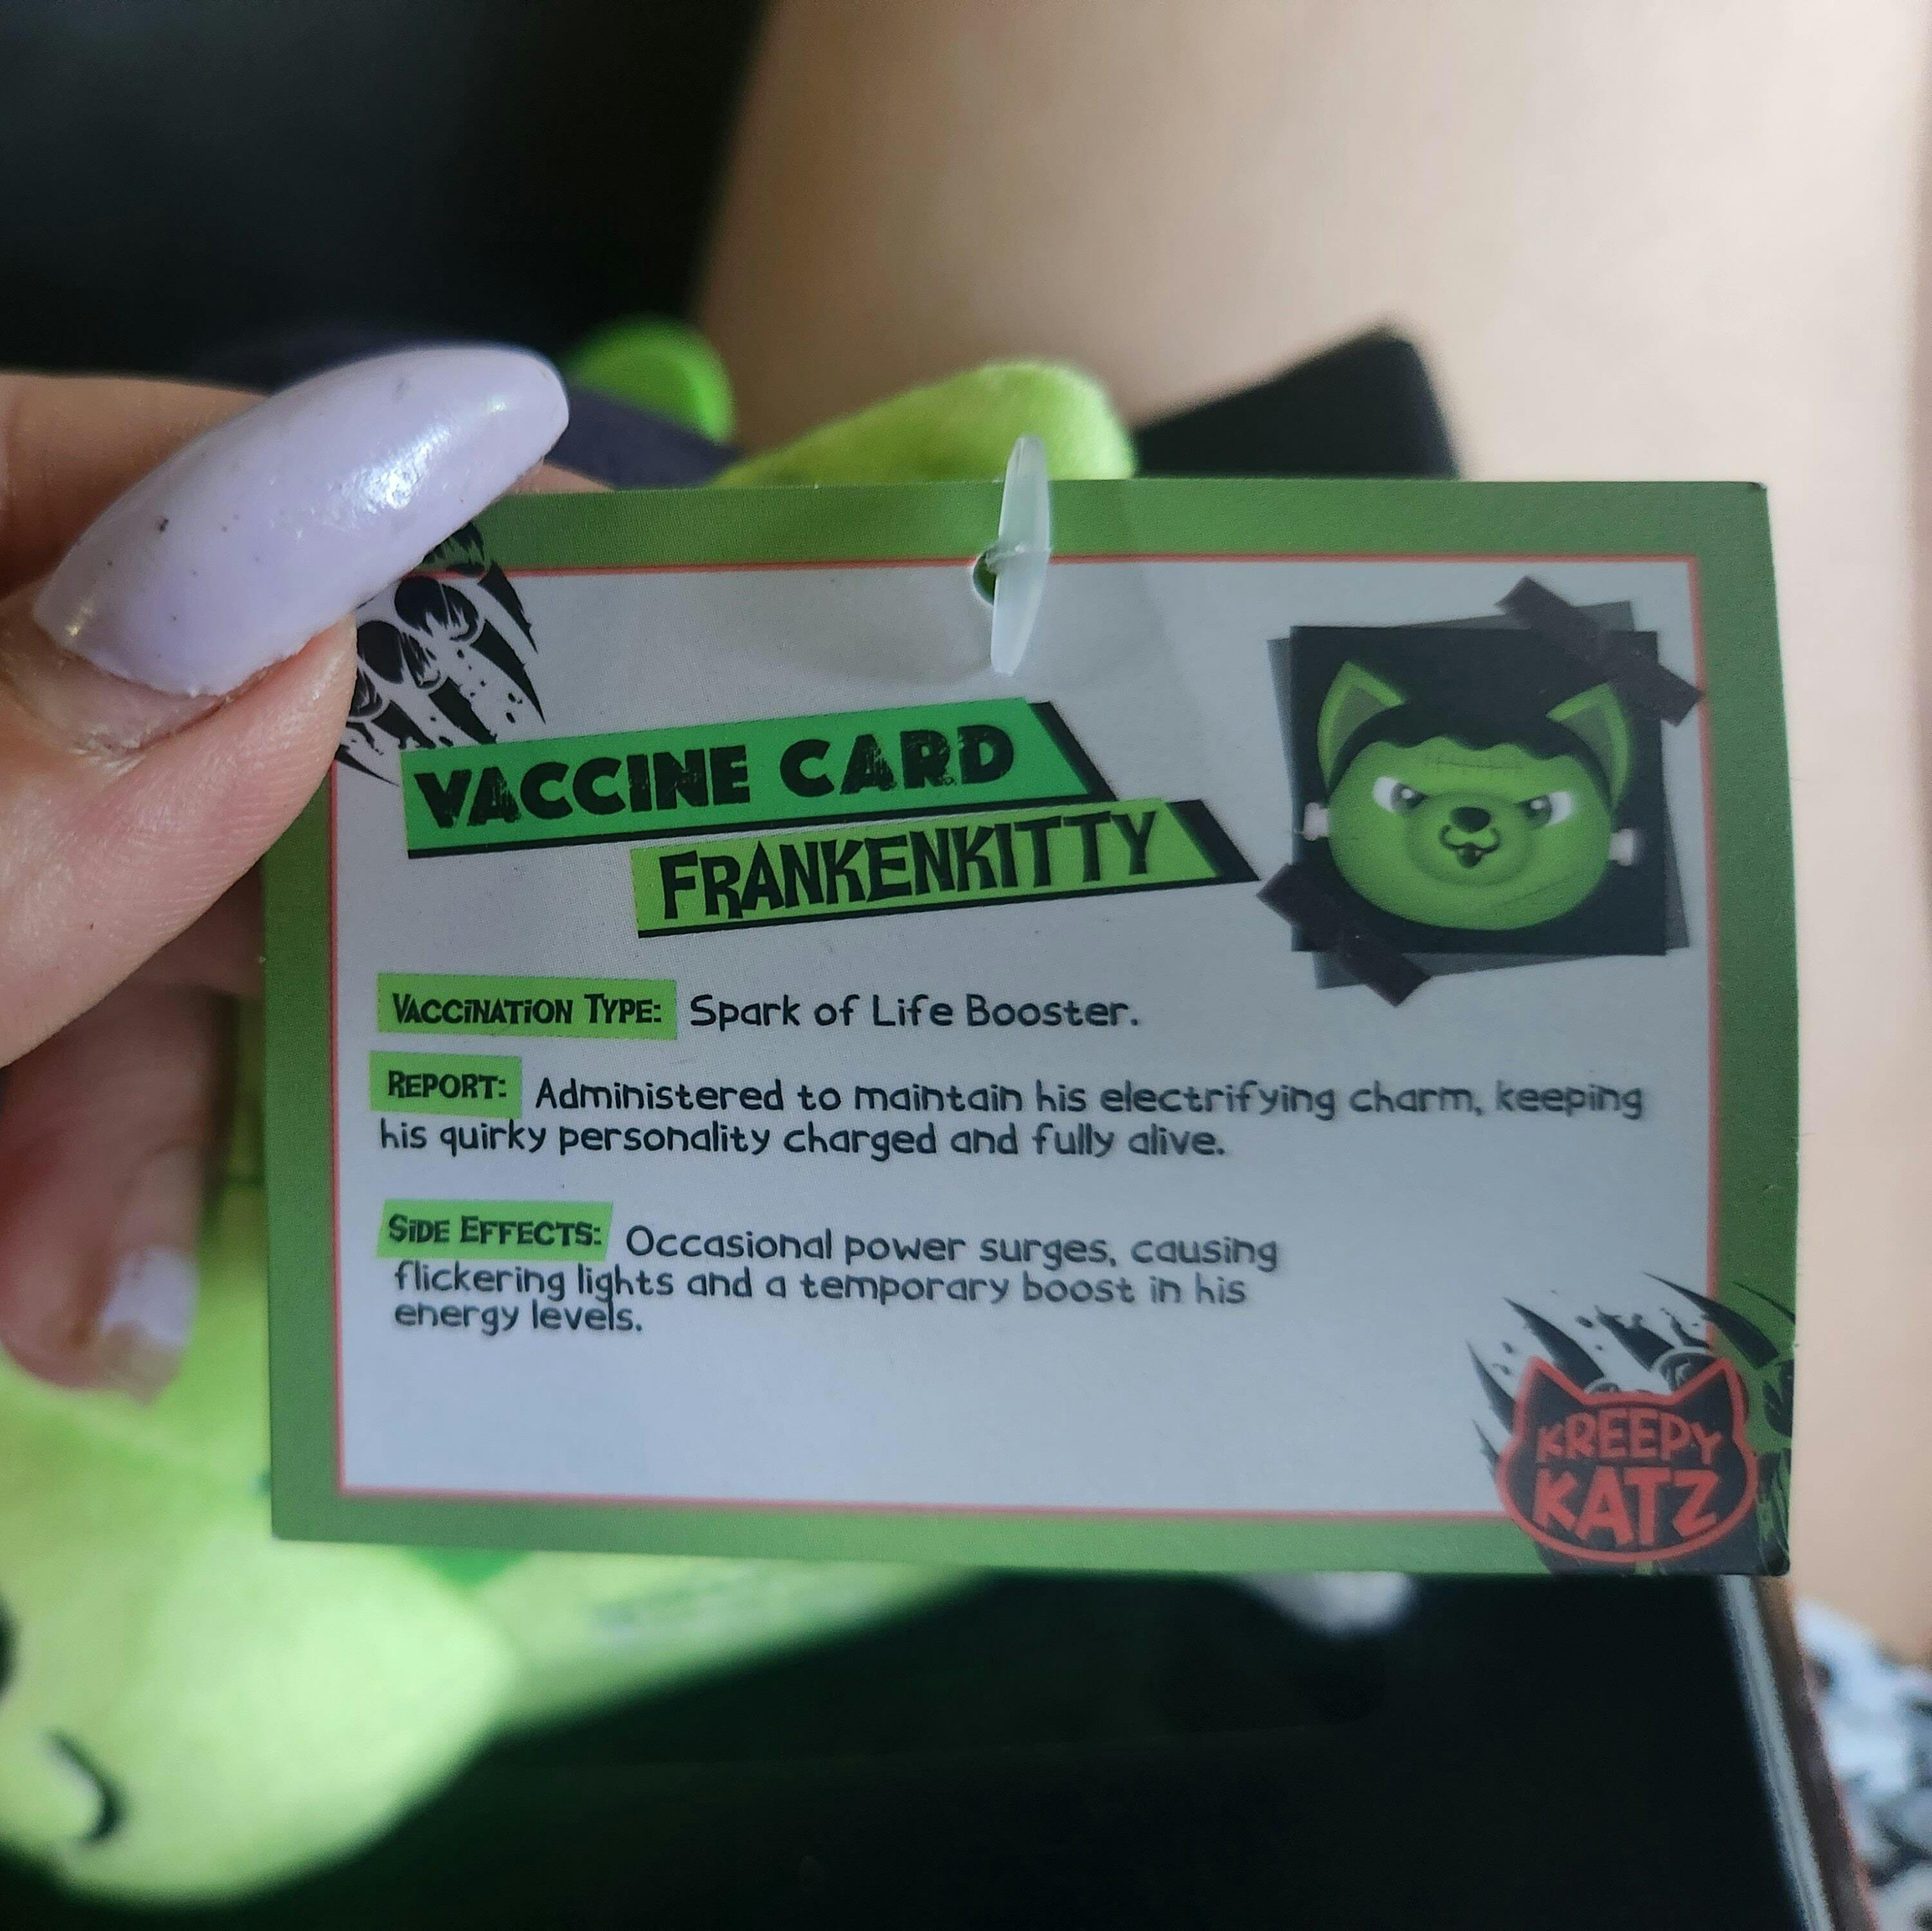 VACCINE CARD
FRANKENKITTY
VACCINATION TYPE: Spark of Life Booster.
REPORT: Administered to maintain his electrifying charm, keeping
his quirky personality charged and fully alive.
SIDE EFFECTS: Occasional power surges, causing
flickering lights and a temporary boost in his
energy levels.
KREEPY
KATZ